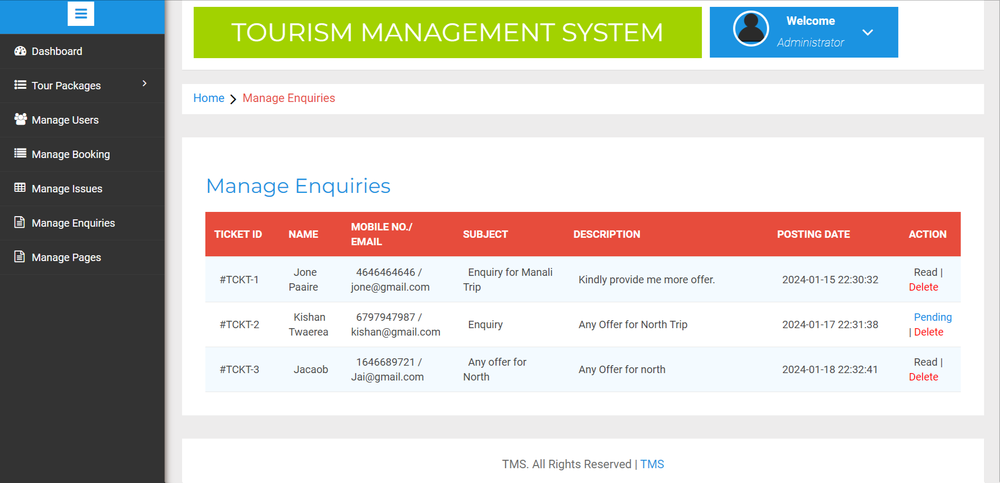 TOURISM MANAGEMENT SYSTEM
Welcome
Administrator
Dashboard
Tour Packages
Manage Users
Manage Booking
Manage Issues
Manage Enquiries
Manage Pages
Home > Manage Enquiries
Manage Enquiries
TICKET ID NAME MOBILE NO./ EMAIL SUBJECT DESCRIPTION POSTING DATE ACTION
#TCKT-1 Jone Paaire 4646464646 / jone@gmail.com Enquiry for Manali Trip Kindly provide me more offer. 2024-01-15 22:30:32 Read | Delete
#TCKT-2 Kishan Twaerea 6797947987 / kishan@gmail.com Enquiry Any Offer for North Trip 2024-01-17 22:31:38 Pending | Delete
#TCKT-3 Jacaob 1646689721 / Jai@gmail.com Any offer for North Any Offer for north 2024-01-18 22:32:41 Read | Delete
TMS. All Rights Reserved | TMS